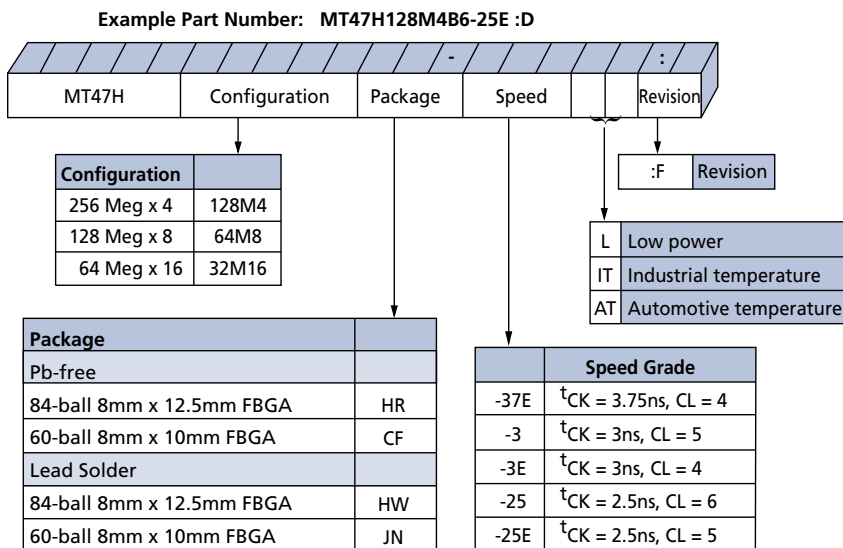 Example Part Number: MT47H128M4B6-25E :D
- :
MT47H Configuration Package Speed Revision
:F Revision
Configuration
256 Meg x 4 128M4
128 Meg x 8 64M8
64 Meg x 16 32M16
L Low power
IT Industrial temperature
AT Automotive temperature
Package
Pb-free
84-ball 8mm x 12.5mm FBGA HR
60-ball 8mm x 10mm FBGA CF
Lead Solder
84-ball 8mm x 12.5mm FBGA HW
60-ball 8mm x 10mm FBGA JN
Speed Grade
-37E tCK = 3.75ns, CL = 4
-3 tCK = 3ns, CL = 5
-3E tCK = 3ns, CL = 4
-25 tCK = 2.5ns, CL = 6
-25E tCK = 2.5ns, CL = 5